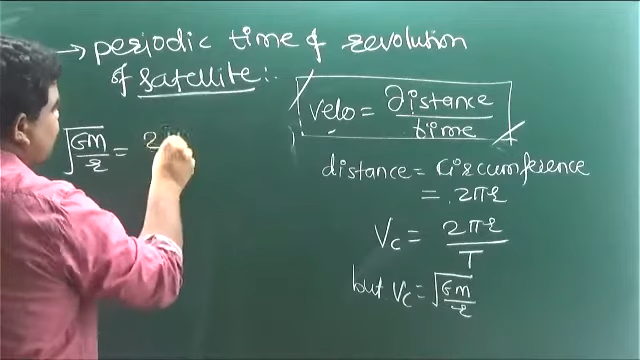 → periodic time of revolution
of satellite:-
velo = distance / time
distance = Circumference
= 2πr
Vc = 2πr / T
but Vc = √GM/r
√GM/r = 2